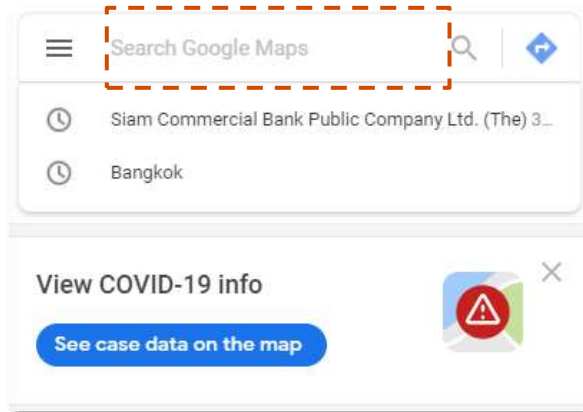 Search Google Maps
Siam Commercial Bank Public Company Ltd. (The) 3...
Bangkok
View COVID-19 info
See case data on the map